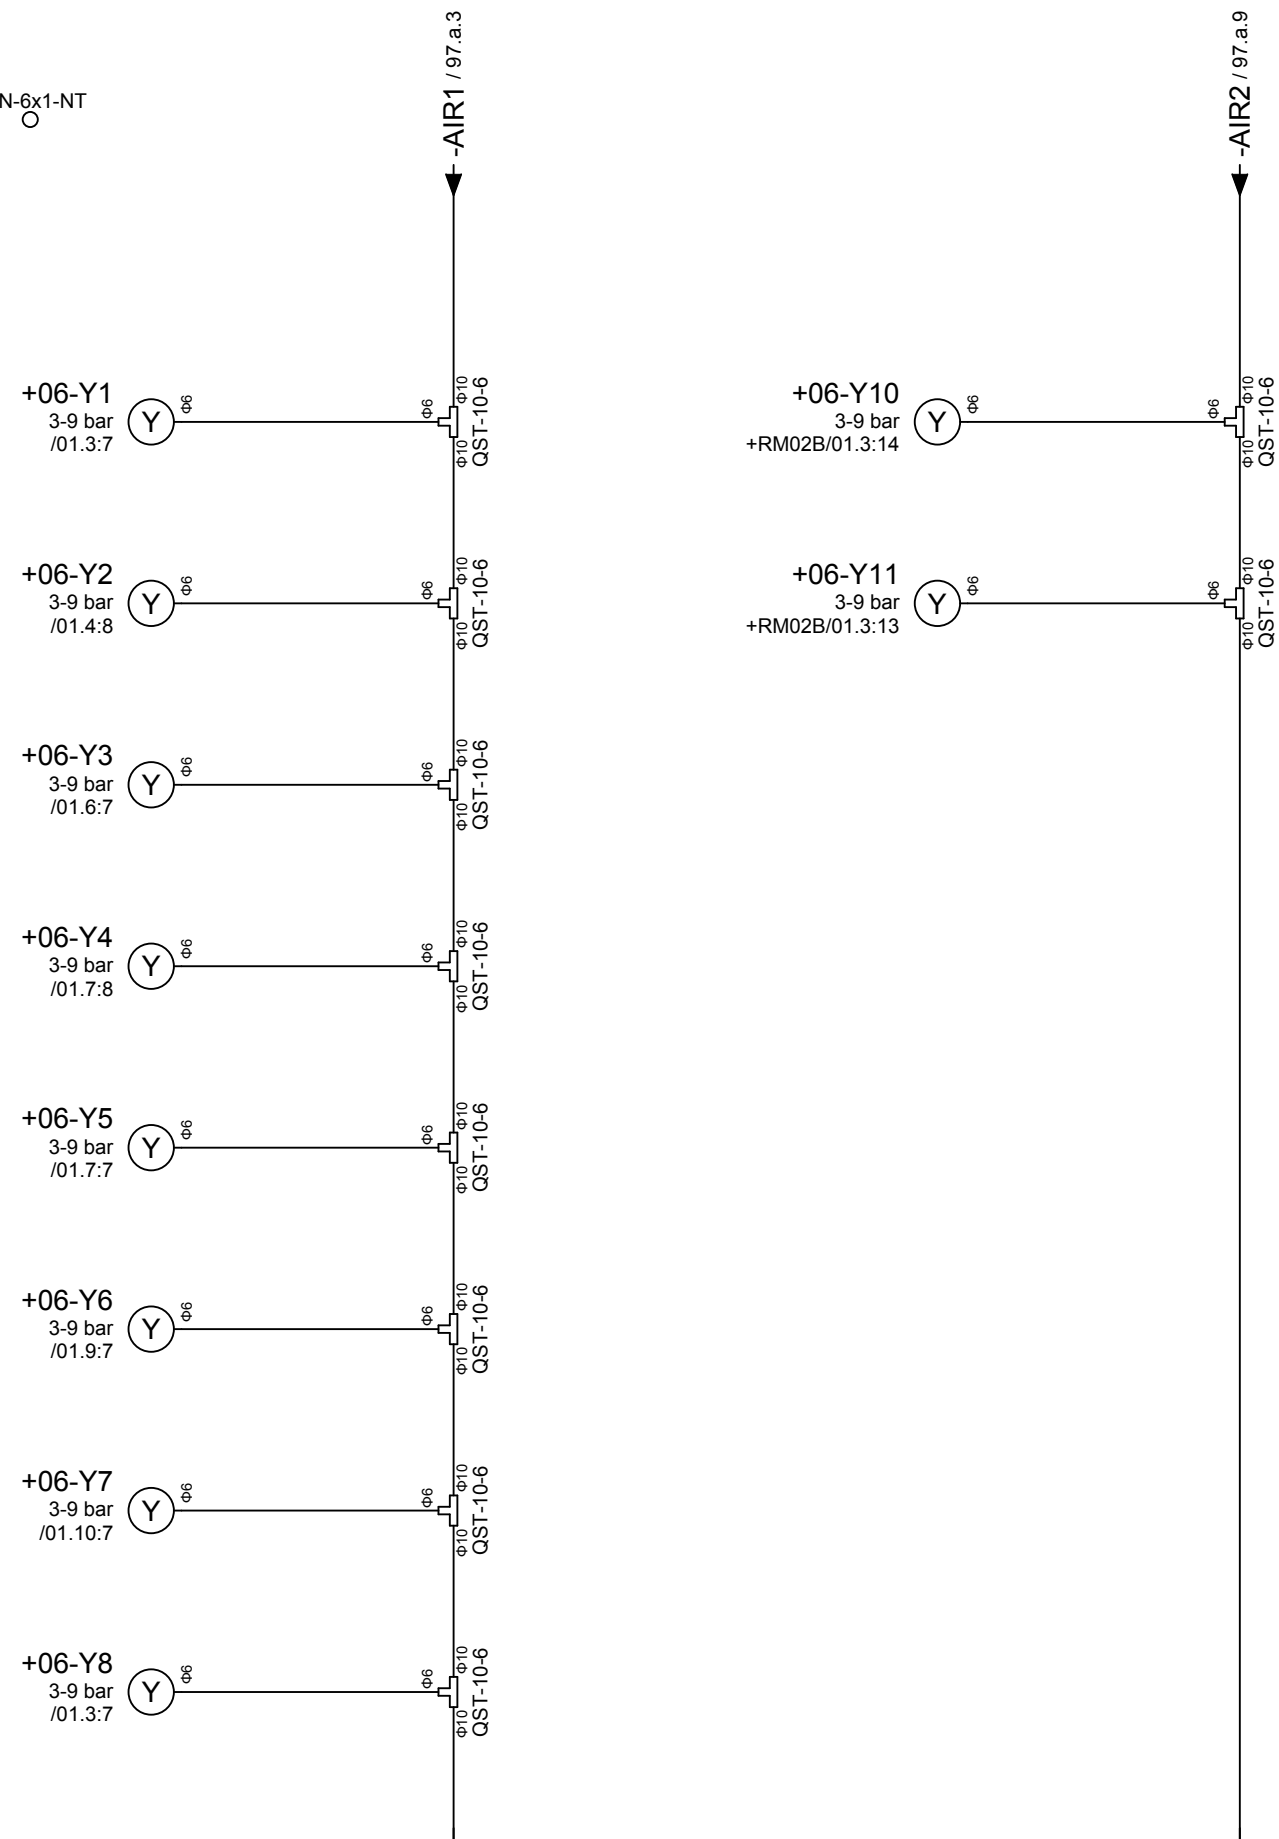 N-6x1-NT
-AIR1 / 97.a.3
-AIR2 / 97.a.9
+06-Y1
3-9 bar
/01.3:7
Y
Φ6
Φ6
Φ10
Φ10
QST-10-6
+06-Y10
3-9 bar
+RM02B/01.3:14
Y
Φ6
Φ6
Φ10
Φ10
QST-10-6
+06-Y2
3-9 bar
/01.4:8
Y
Φ6
Φ6
Φ10
Φ10
QST-10-6
+06-Y11
3-9 bar
+RM02B/01.3:13
Y
Φ6
Φ6
Φ10
Φ10
QST-10-6
+06-Y3
3-9 bar
/01.6:7
Y
Φ6
Φ6
Φ10
Φ10
QST-10-6
+06-Y4
3-9 bar
/01.7:8
Y
Φ6
Φ6
Φ10
Φ10
QST-10-6
+06-Y5
3-9 bar
/01.7:7
Y
Φ6
Φ6
Φ10
Φ10
QST-10-6
+06-Y6
3-9 bar
/01.9:7
Y
Φ6
Φ6
Φ10
Φ10
QST-10-6
+06-Y7
3-9 bar
/01.10:7
Y
Φ6
Φ6
Φ10
Φ10
QST-10-6
+06-Y8
3-9 bar
/01.3:7
Y
Φ6
Φ6
Φ10
Φ10
QST-10-6